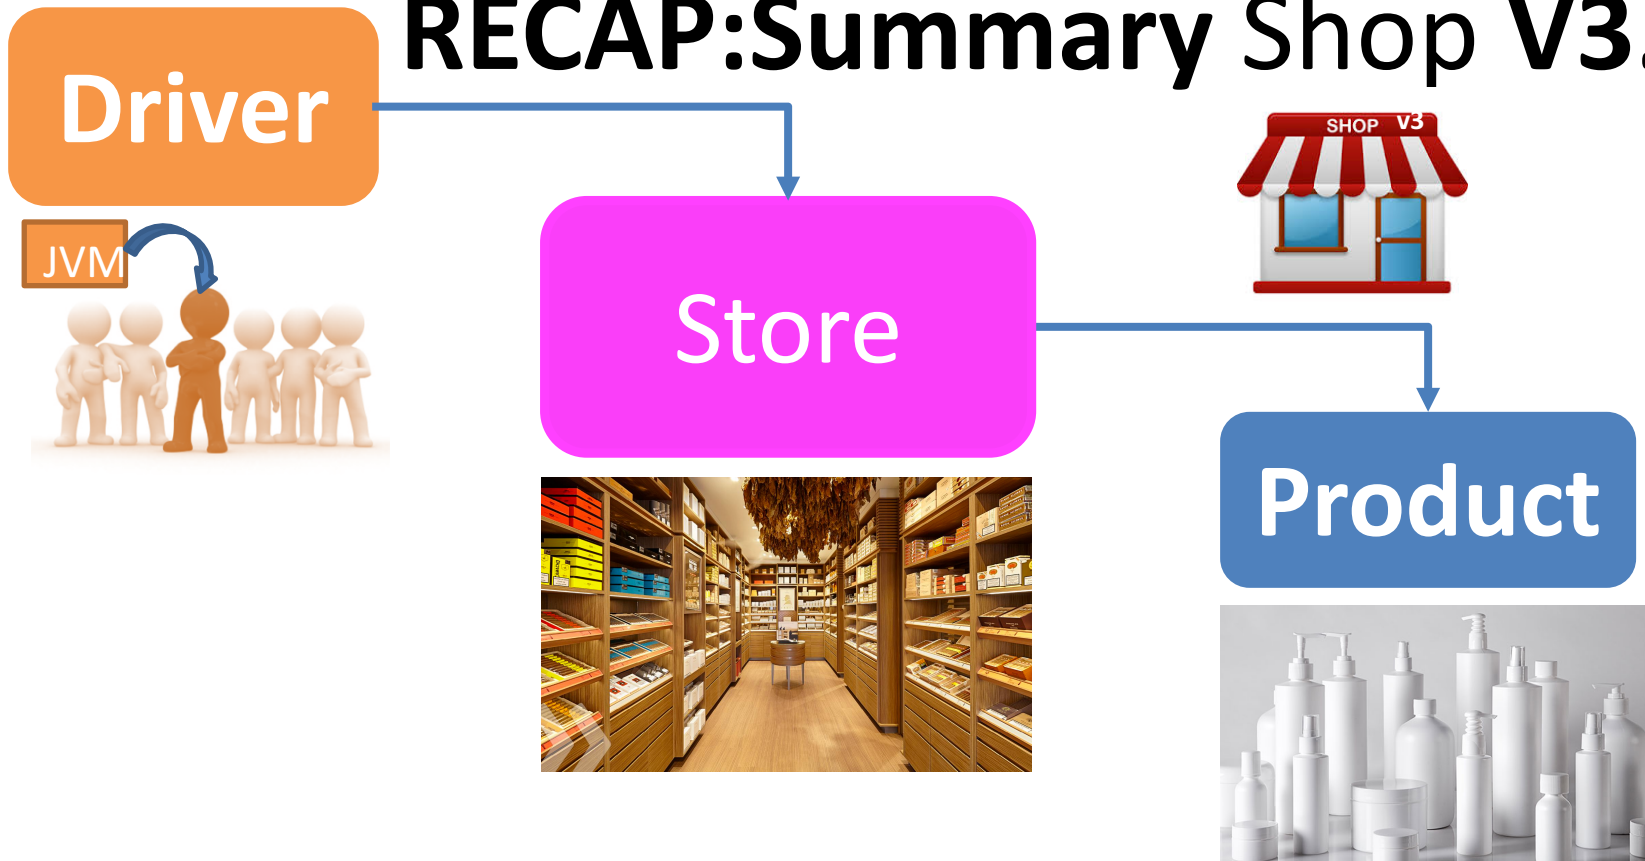 RECAP:Summary Shop V3.
Driver
SHOP v3
JVM
Store
Product